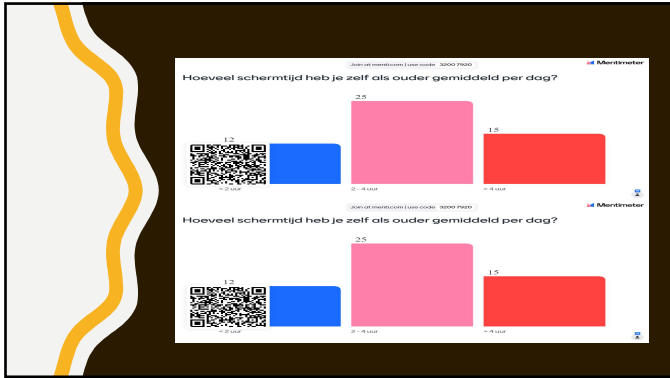 Join at menti.com | use code 3200 7920
Mentimeter
Hoeveel schermtijd heb je zelf als ouder gemiddeld per dag?
12
25
15
< 2 uur
2 - 4 uur
> 4 uur
Join at menti.com | use code 3200 7920
Mentimeter
Hoeveel schermtijd heb je zelf als ouder gemiddeld per dag?
12
25
15
< 2 uur
2 - 4 uur
> 4 uur